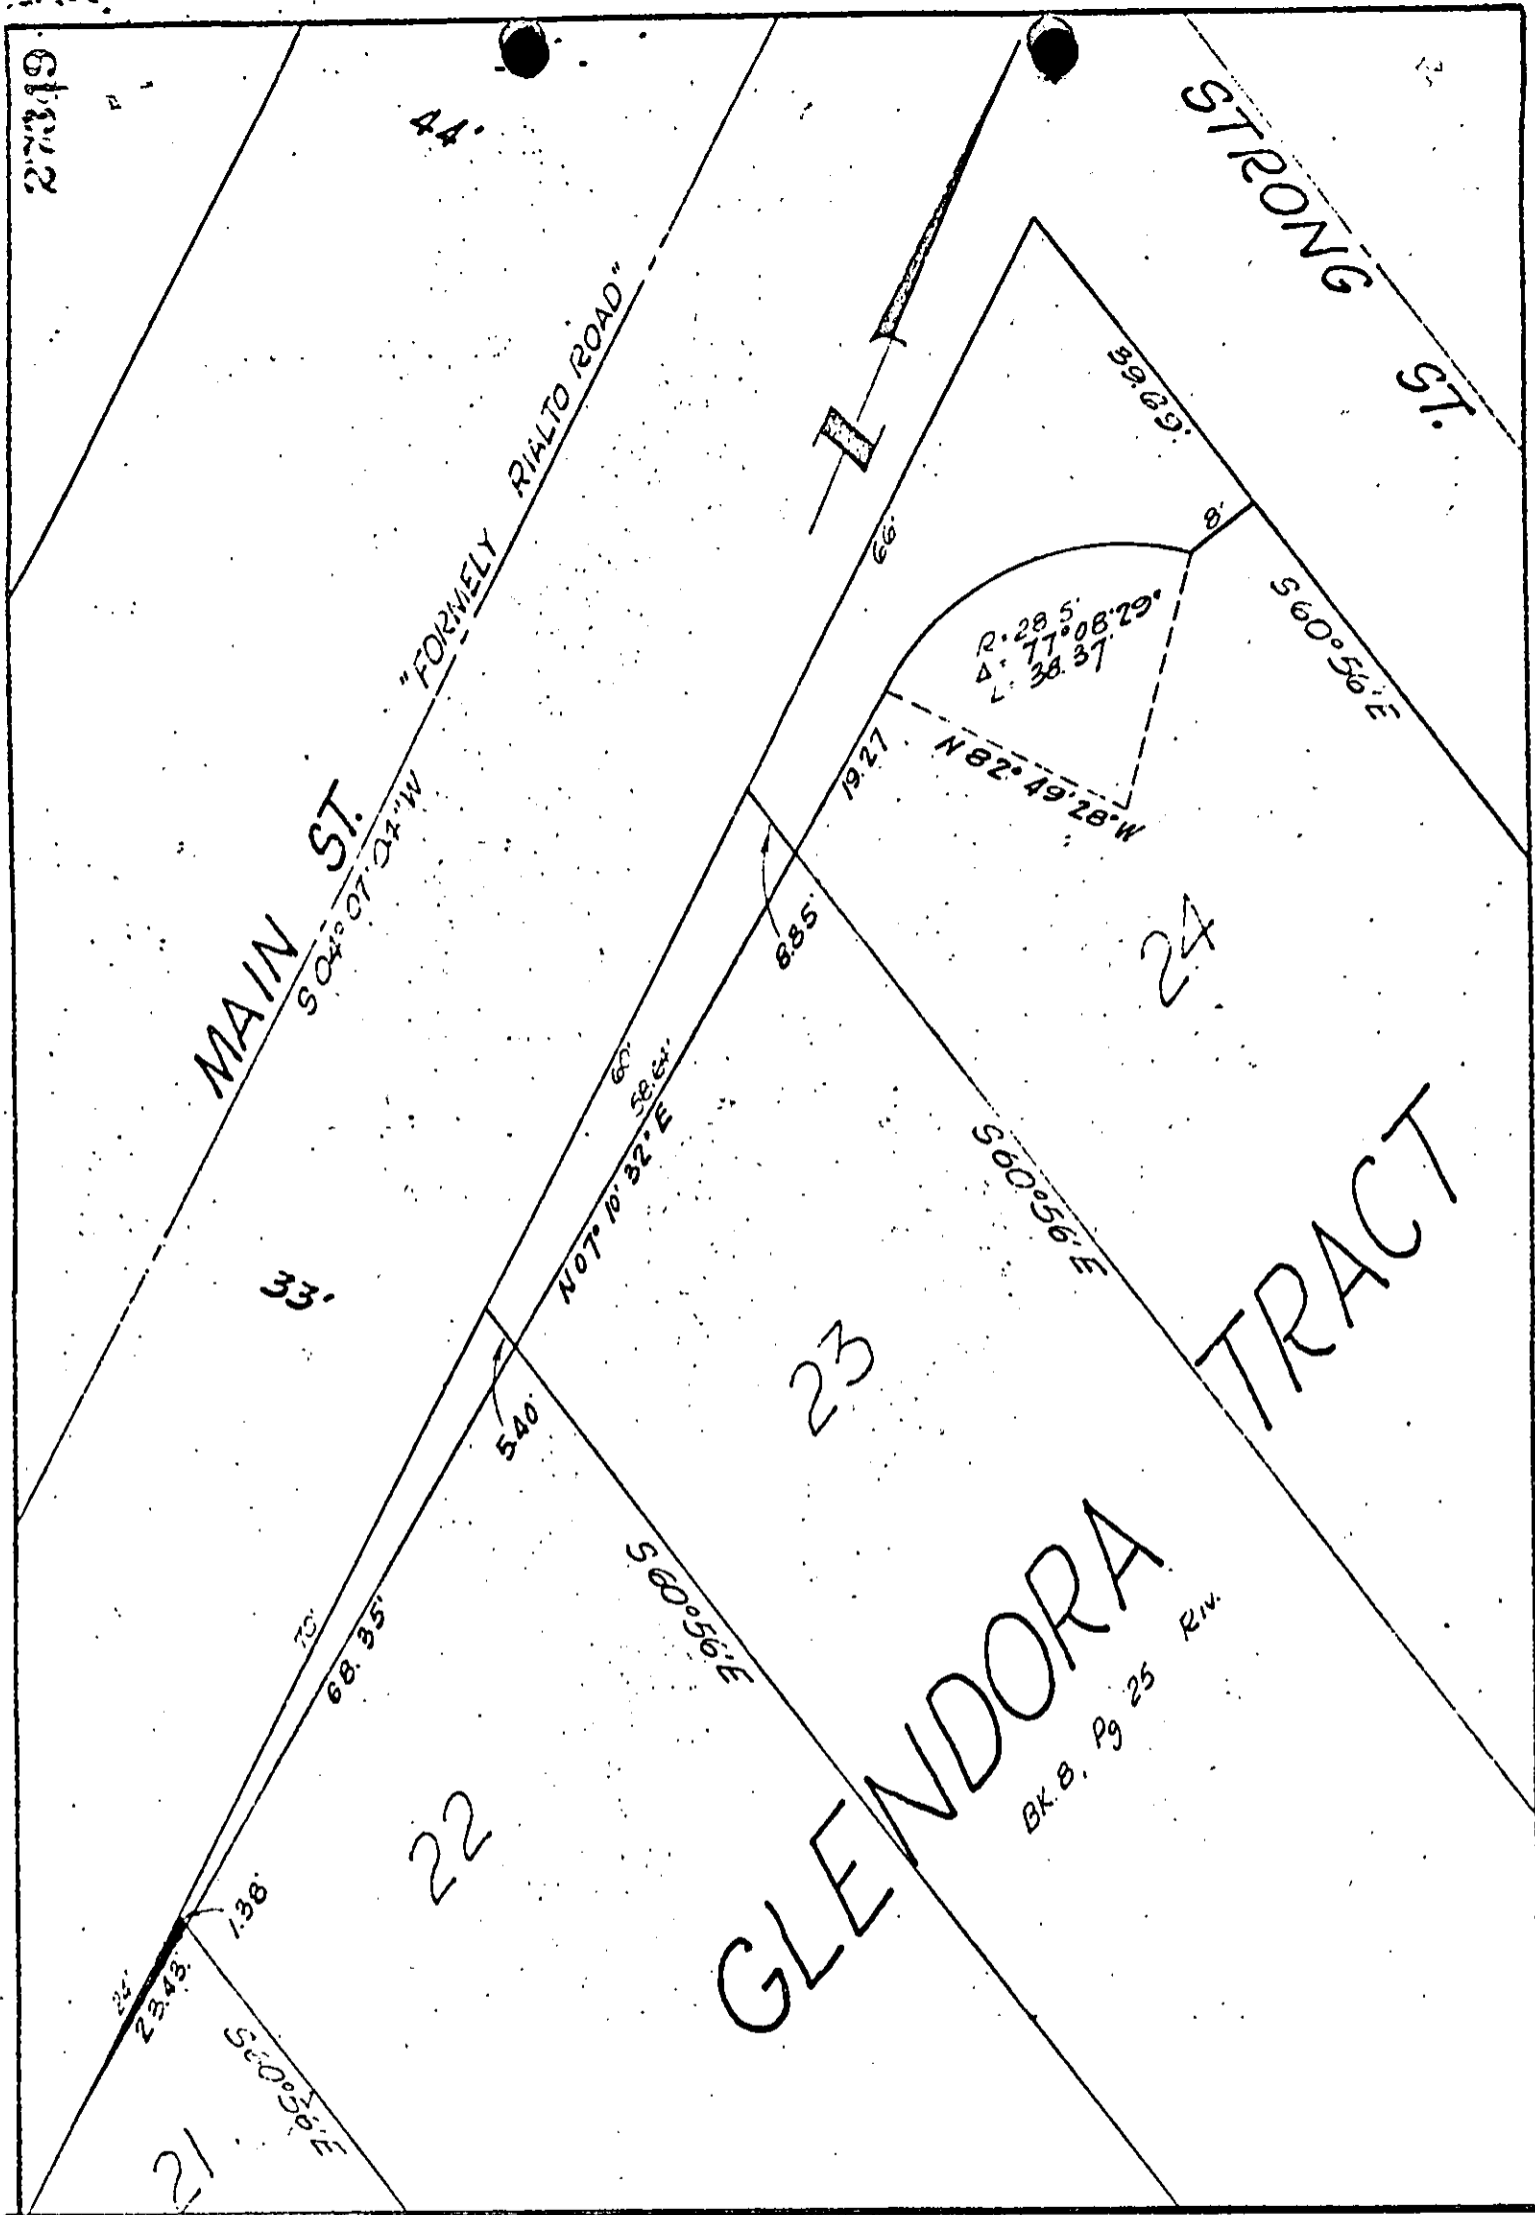 44'
STRONG ST.
"FORMELY RIALTO ROAD"
39.69'
8'
66'
S 60°56' E
R= 28.5'
Δ= 77°08'29"
L= 38.37'
N 82° 49' 28" W
19.27
MAIN ST.
S 04° 07' 02" W
8.85'
24
60'
58.64'
N 07° 10' 32" E
S 60°56' E
TRACT
33'
23
5.40'
S 60°56' E
70'
68.35'
GLENDORA
BK. 8, Pg 25 Riv.
22
1.38'
24'
23.43'
S 60°56' E
21